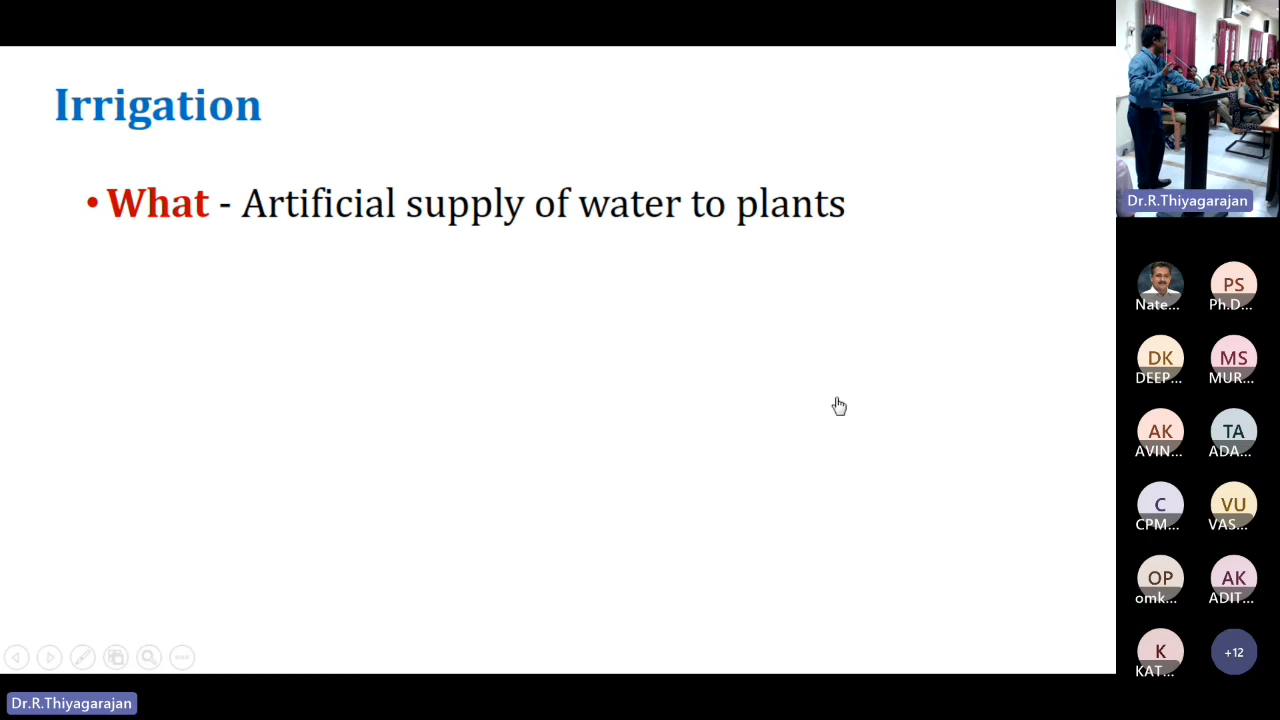 Irrigation
• What - Artificial supply of water to plants
Dr.R.Thiyagarajan
Nate...
PS
Ph.D...
DK
DEEP...
MS
MUR...
AK
AVIN...
TA
ADA...
C
CPM...
VU
VAS...
OP
omk...
AK
ADIT...
K
KAT...
+12
Dr.R.Thiyagarajan